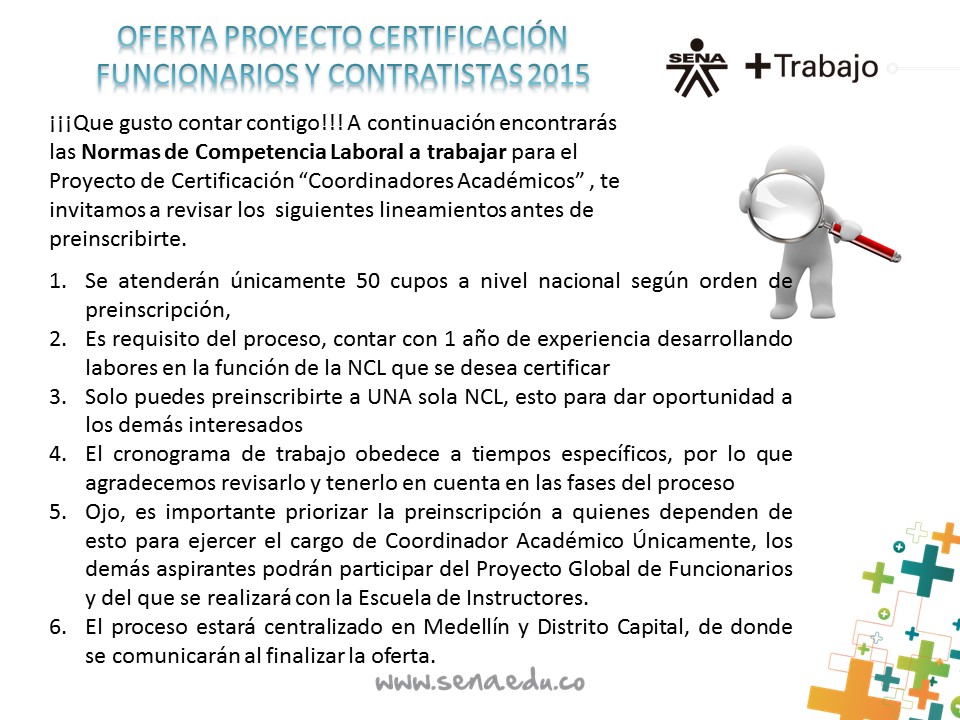 OFERTA PROYECTO CERTIFICACIÓN
FUNCIONARIOS Y CONTRATISTAS 2015
SENA
+Trabajo
¡¡¡Que gusto contar contigo!!! A continuación encontrarás
las Normas de Competencia Laboral a trabajar para el
Proyecto de Certificación “Coordinadores Académicos” , te
invitamos a revisar los siguientes lineamientos antes de
preinscribirte.
1. Se atenderán únicamente 50 cupos a nivel nacional según orden de
preinscripción,
2. Es requisito del proceso, contar con 1 año de experiencia desarrollando
labores en la función de la NCL que se desea certificar
3. Solo puedes preinscribirte a UNA sola NCL, esto para dar oportunidad a
los demás interesados
4. El cronograma de trabajo obedece a tiempos específicos, por lo que
agradecemos revisarlo y tenerlo en cuenta en las fases del proceso
5. Ojo, es importante priorizar la preinscripción a quienes dependen de
esto para ejercer el cargo de Coordinador Académico Únicamente, los
demás aspirantes podrán participar del Proyecto Global de Funcionarios
y del que se realizará con la Escuela de Instructores.
6. El proceso estará centralizado en Medellín y Distrito Capital, de donde
se comunicarán al finalizar la oferta.
www.senaedu.co